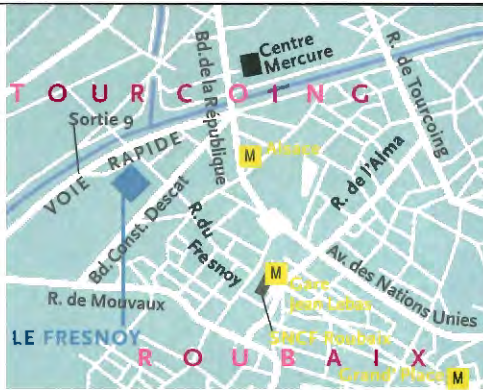 Centre
Mercure
Bd. de la République
R. de Tourcoing
TOURCOING
Sortie 9
VOIE RAPIDE
M Alsace
R. de l'Alma
Bd. Const. Descat
R. du
Fresnoy
Av. des Nations Unies
M Gare
Jean Lebas
R. de Mouvaux
SNCF Roubaix
LE FRESNOY
ROUBAIX
Grand' Place M